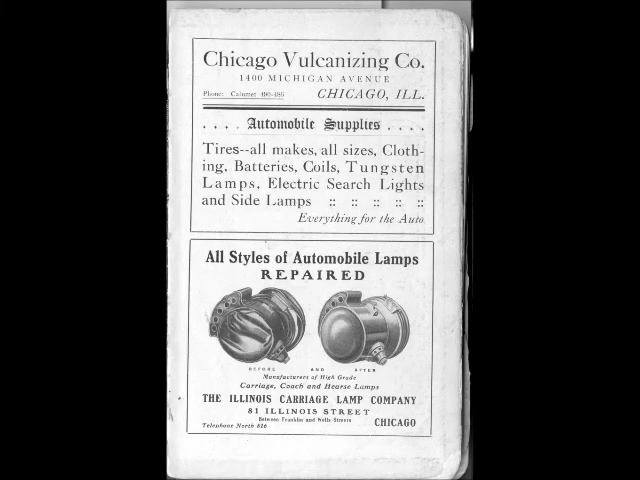 Chicago Vulcanizing Co.
1400 MICHIGAN AVENUE
Phone: Calumet 490-486 CHICAGO, ILL.
. . . . Automobile Supplies . . . .
Tires--all makes, all sizes, Cloth-
ing, Batteries, Coils, Tungsten
Lamps, Electric Search Lights
and Side Lamps :: :: :: :: ::
Everything for the Auto
All Styles of Automobile Lamps
REPAIRED
BEFORE AND AFTER
Manufacturers of High Grade
Carriage, Coach and Hearse Lamps
THE ILLINOIS CARRIAGE LAMP COMPANY
81 ILLINOIS STREET
Between Franklin and Wells Streets
Telephone North 826 CHICAGO